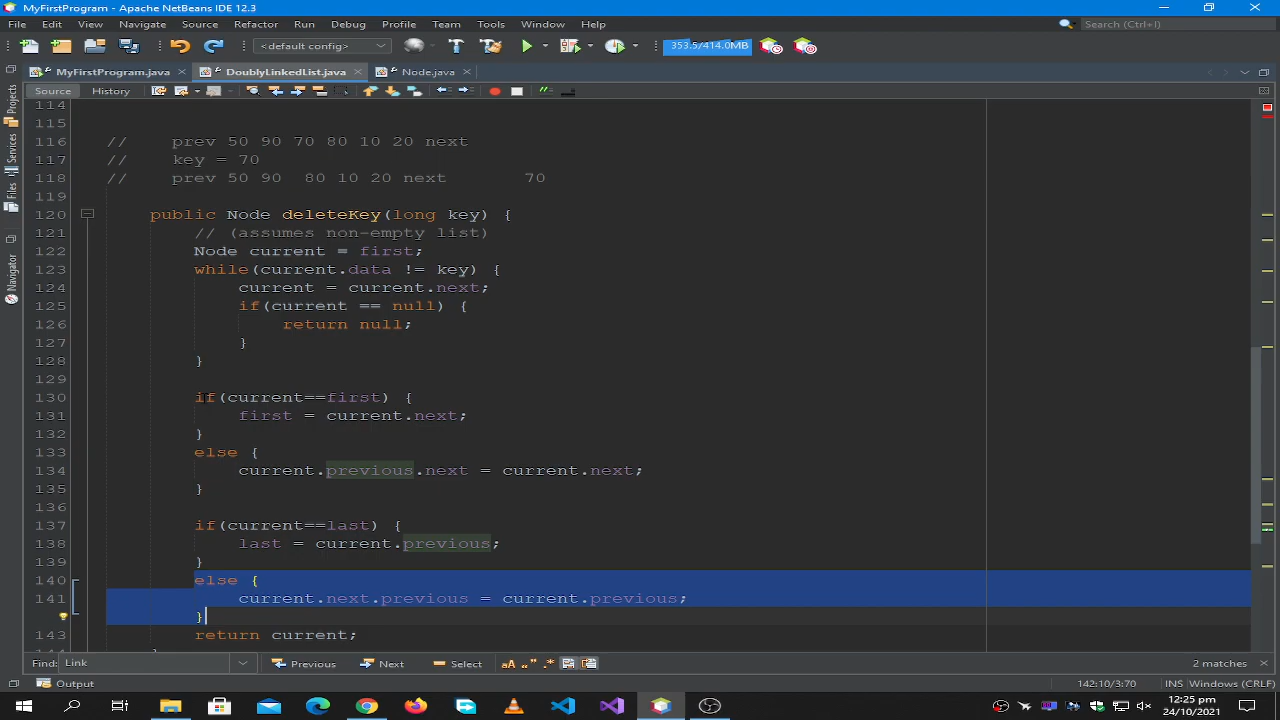 MyFirstProgram - Apache NetBeans IDE 12.3
File Edit View Navigate Source Refactor Run Debug Profile Team Tools Window Help
Search (Ctrl+I)
<default config>
353.5/414.0MB
MyFirstProgram.java DoublyLinkedList.java Node.java
Source History
Projects
Services
Files
Navigator
114
115
116 // prev 50 90 70 80 10 20 next
117 // key = 70
118 // prev 50 90 80 10 20 next 70
119
120 public Node deleteKey(long key) {
121 // (assumes non-empty list)
122 Node current = first;
123 while(current.data != key) {
124 current = current.next;
125 if(current == null) {
126 return null;
127 }
128 }
129
130 if(current==first) {
131 first = current.next;
132 }
133 else {
134 current.previous.next = current.next;
135 }
136
137 if(current==last) {
138 last = current.previous;
139 }
140 else {
141 current.next.previous = current.previous;
}
143 return current;
Find: Link Previous Next Select 2 matches
Output 142:10/3:70 INS Windows (CRLF)
12:25 pm
24/10/2021